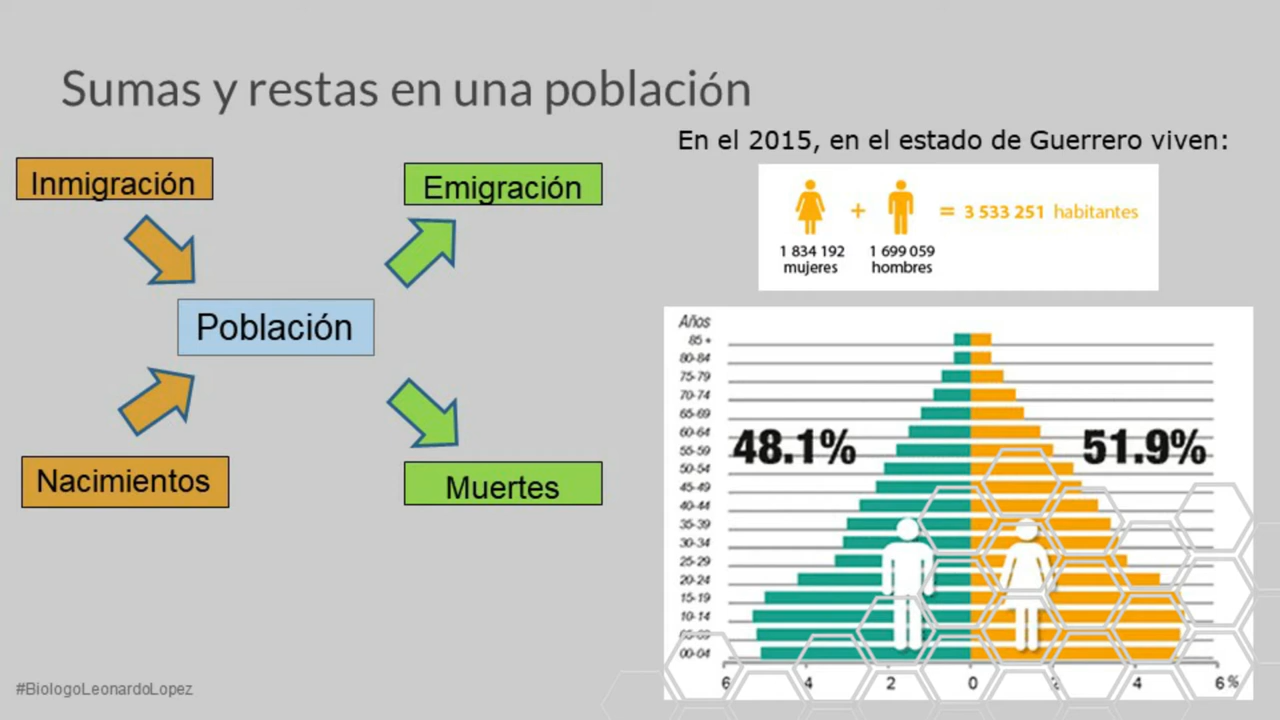 Sumas y restas en una población
Inmigración
Emigración
Población
Nacimientos
Muertes
#BiologoLeonardoLopez
En el 2015, en el estado de Guerrero viven:
+ = 3 533 251 habitantes
1 834 192 1 699 059
mujeres hombres
Años
85 +
80-84
75-79
70-74
65-69
60-64
48.1% 51.9%
55-59
50-54
45-49
40-44
35-39
30-34
25-29
20-24
15-19
10-14
00-04
6 4 2 0 2 4 6 %